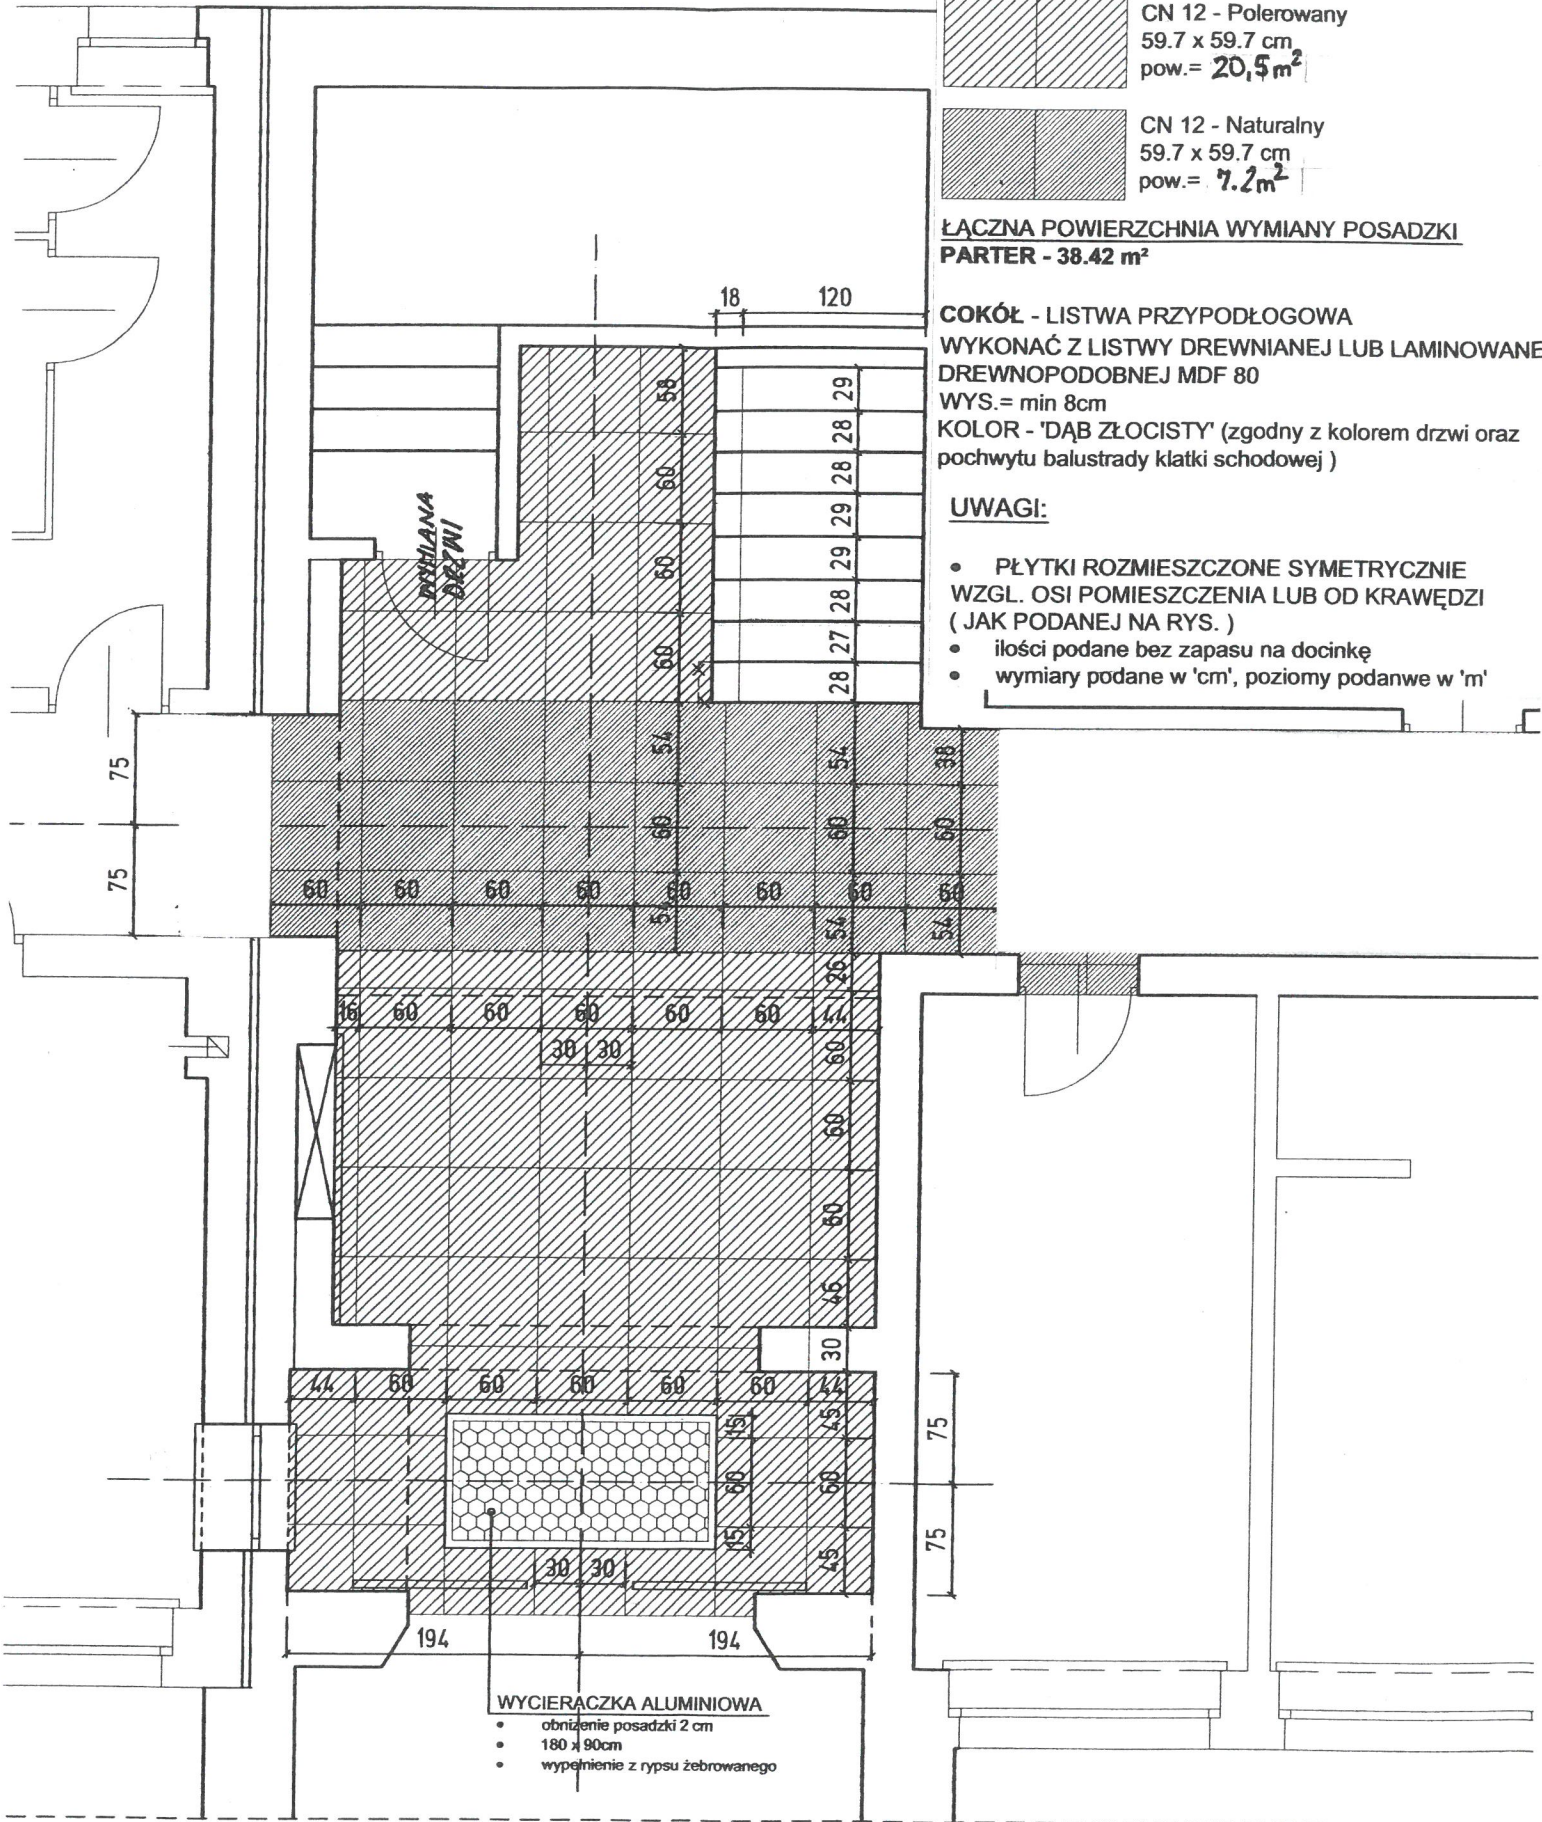 CN 12 - Polerowany
59.7 x 59.7 cm
pow.= 20,5 m²
CN 12 - Naturalny
59.7 x 59.7 cm
pow.= 7.2m²
ŁĄCZNA POWIERZCHNIA WYMIANY POSADZKI
PARTER - 38.42 m²
COKÓŁ - LISTWA PRZYPODŁOGOWA
WYKONAĆ Z LISTWY DREWNIANEJ LUB LAMINOWANE
DREWNOPODOBNEJ MDF 80
WYS.= min 8cm
KOLOR - 'DĄB ZŁOCISTY' (zgodny z kolorem drzwi oraz
pochwytu balustrady klatki schodowej )
UWAGI:
• PŁYTKI ROZMIESZCZONE SYMETRYCZNIE
WZGL. OSI POMIESZCZENIA LUB OD KRAWĘDZI
( JAK PODANEJ NA RYS. )
• ilości podane bez zapasu na docinkę
• wymiary podane w 'cm', poziomy podanwe w 'm'
18 120
58
60
60
60
29
28
28
29
29
28
27
28
WYMIANA
DRZWI
75
75
54
60
54
54
60
54
38
60
54
60 60 60 60 60 60 60 60
26
16 60 60 60 60 60 44
30 30
60
60
60
46
30
44 60 60 60 60 60 44
15
60
15
45
60
45
75
75
30 30
194 194
WYCIERACZKA ALUMINIOWA
• obniżenie posadzki 2 cm
• 180 x 90cm
• wypełnienie z rypsu żebrowanego